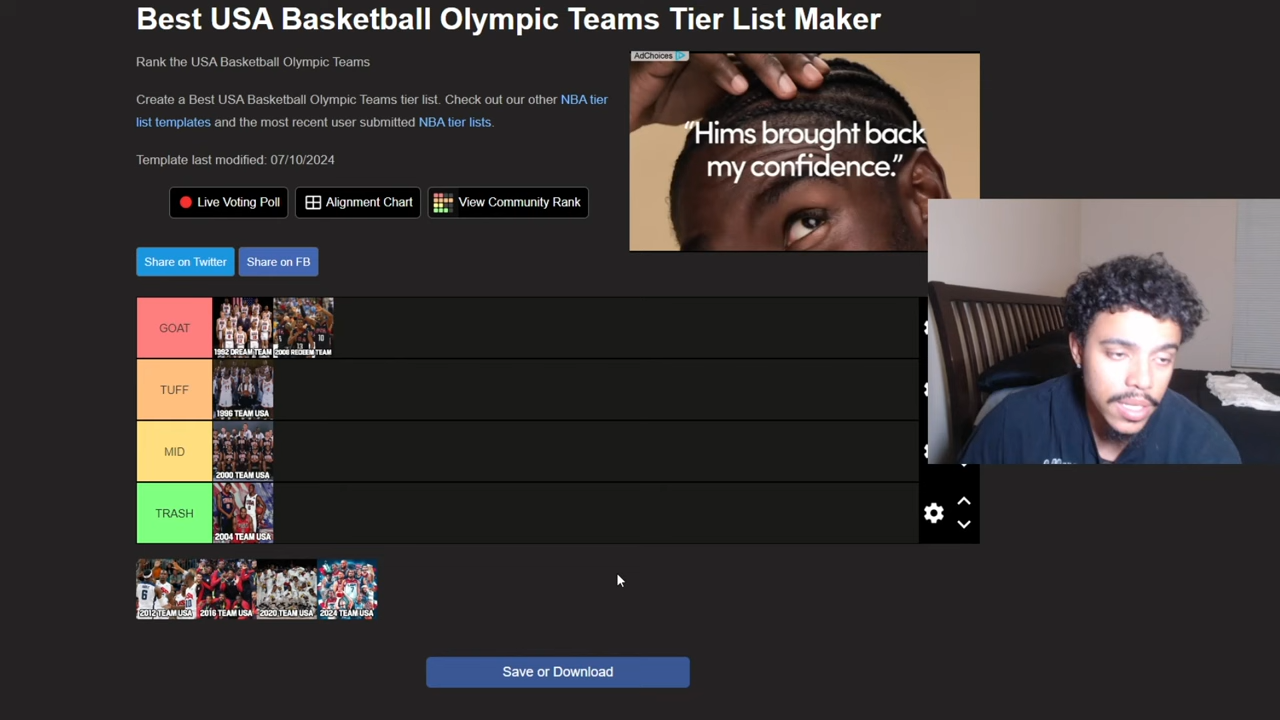 Best USA Basketball Olympic Teams Tier List Maker
Rank the USA Basketball Olympic Teams
Create a Best USA Basketball Olympic Teams tier list. Check out our other NBA tier
list templates and the most recent user submitted NBA tier lists.
Template last modified: 07/10/2024
Live Voting Poll
Alignment Chart
View Community Rank
Share on Twitter
Share on FB
AdChoices
“Hims brought back
my confidence.”
GOAT
1992 DREAM TEAM
2008 REDEEM TEAM
TUFF
1996 TEAM USA
MID
2000 TEAM USA
TRASH
2004 TEAM USA
2012 TEAM USA
2016 TEAM USA
2020 TEAM USA
2024 TEAM USA
Save or Download